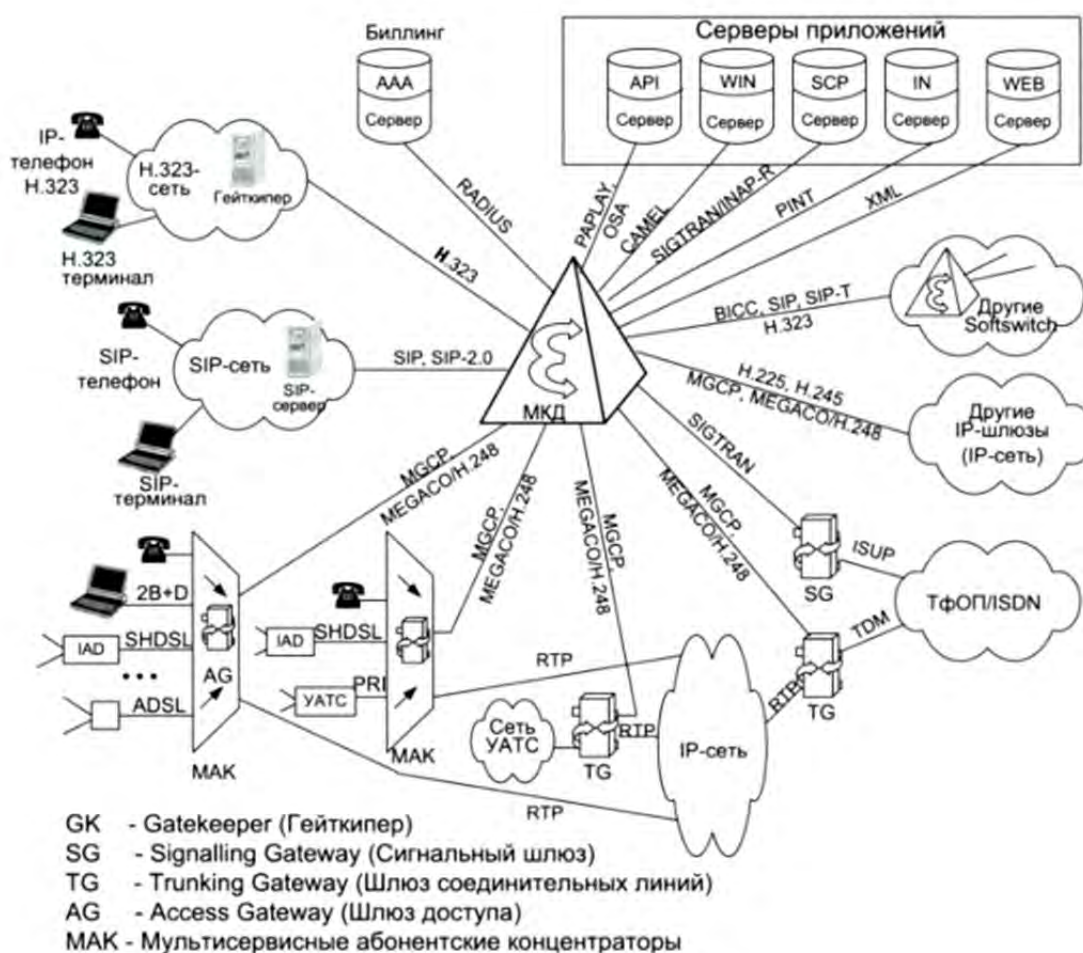 Биллинг
AAA
Сервер
Серверы приложений
API
Сервер
WIN
Сервер
SCP
Сервер
IN
Сервер
WEB
Сервер
IP-
телефон
H.323
H.323-
сеть
Гейткипер
H.323
терминал
RADIUS
H.323
PAPLAY,
OSA
CAMEL
SIGTRAN/INAP-R
PINT
XML
BICC, SIP, SIP-T
H.323
Другие
Softswitch
SIP-
телефон
SIP-сеть
SIP-
сервер
SIP, SIP-2.0
МКД
H.225, H.245
MGCP, MEGACO/H.248
Другие
IP-шлюзы
(IP-сеть)
SIP-
терминал
MGCP,
MEGACO/H.248
MGCP,
MEGACO/H.248
MGCP,
MEGACO/H.248
MGCP,
MEGACO/H.248
SIGTRAN
SG
ISUP
ТфОП/ISDN
TDM
TG
RTP
2B+D
IAD
SHDSL
•••
ADSL
AG
МАК
IAD
SHDSL
УАТС
PRI
МАК
RTP
Сеть
УАТС
TG
RTP
IP-сеть
RTP
GK - Gatekeeper (Гейткипер)
SG - Signalling Gateway (Сигнальный шлюз)
TG - Trunking Gateway (Шлюз соединительных линий)
AG - Access Gateway (Шлюз доступа)
МАК - Мультисервисные абонентские концентраторы